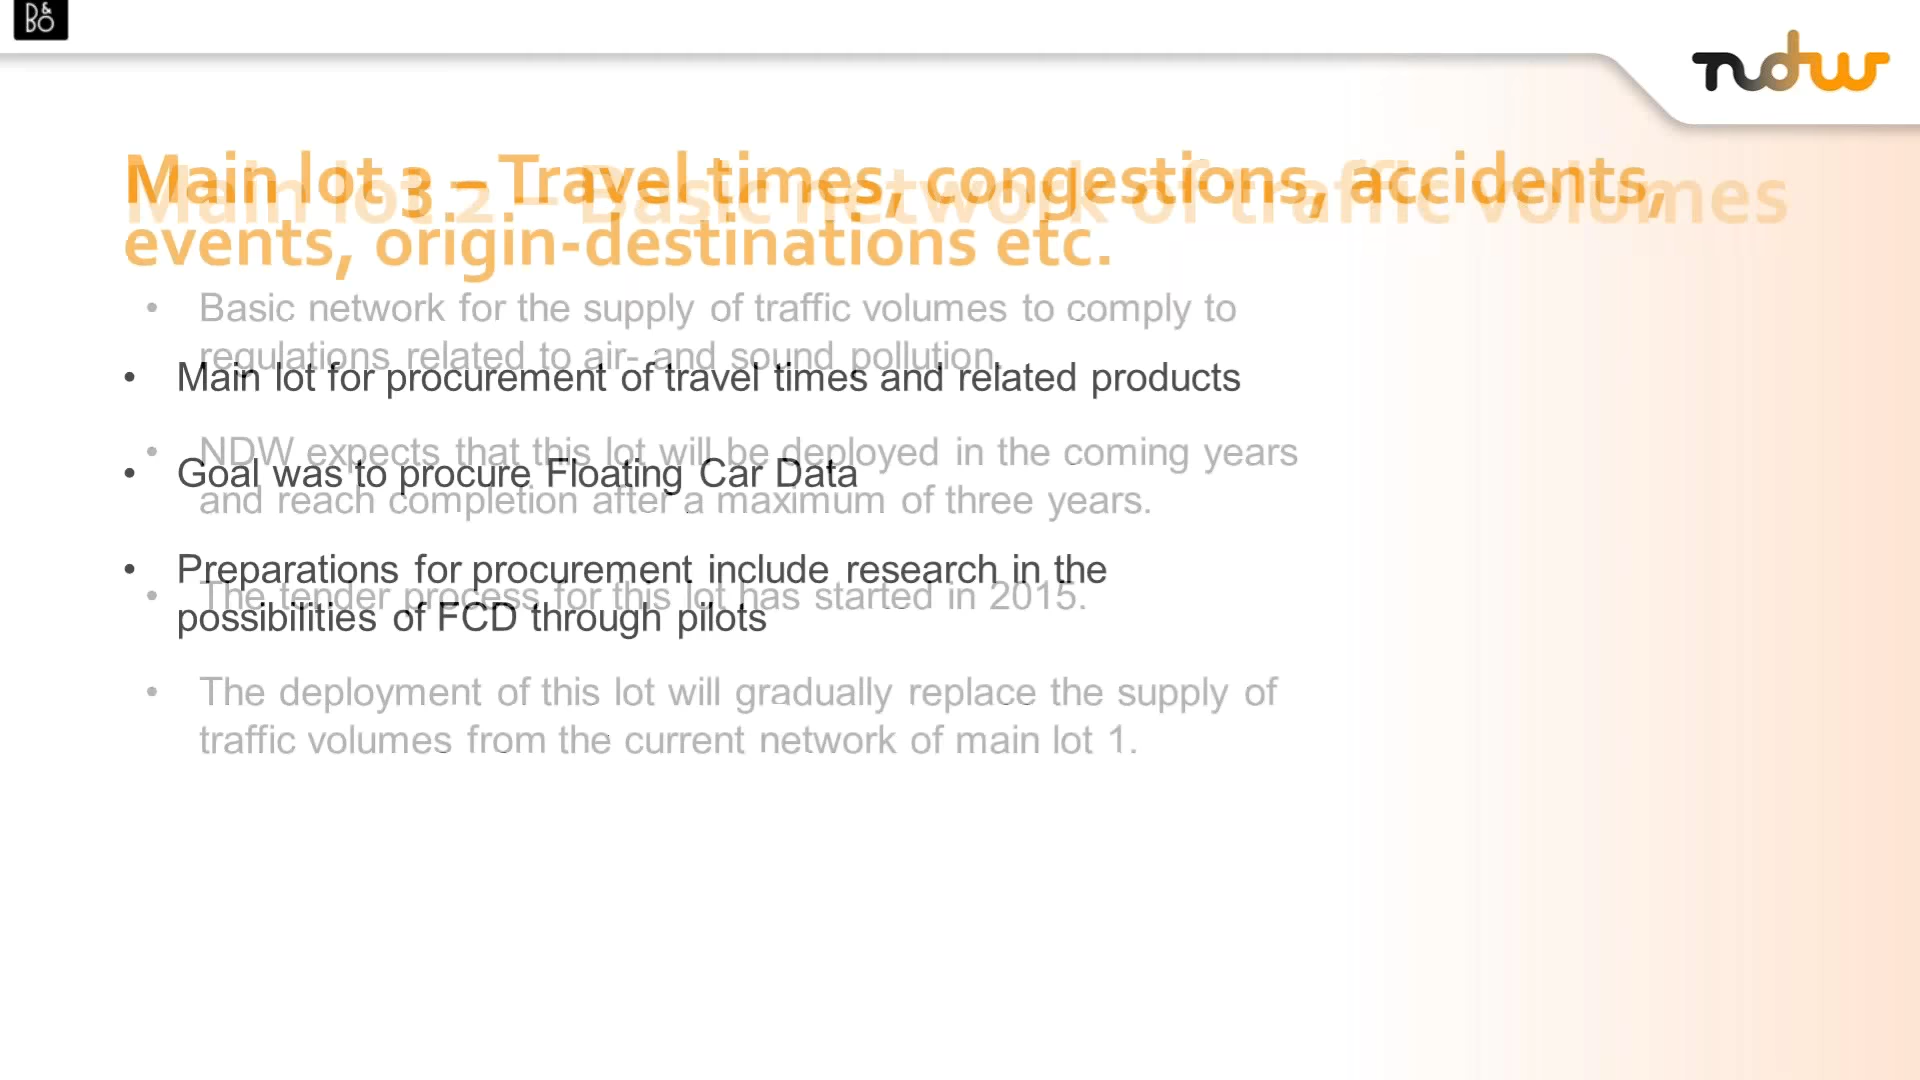 B&O
ndw
Main lot 3 – Travel times, congestions, accidents,
events, origin-destinations etc.
Main lot 2 – Basic network of traffic volumes
• Basic network for the supply of traffic volumes to comply to
regulations related to air- and sound pollution.
• Main lot for procurement of travel times and related products
• NDW expects that this lot will be deployed in the coming years
and reach completion after a maximum of three years.
• Goal was to procure Floating Car Data
• Preparations for procurement include research in the
possibilities of FCD through pilots
• The tender process for this lot has started in 2015.
• The deployment of this lot will gradually replace the supply of
traffic volumes from the current network of main lot 1.